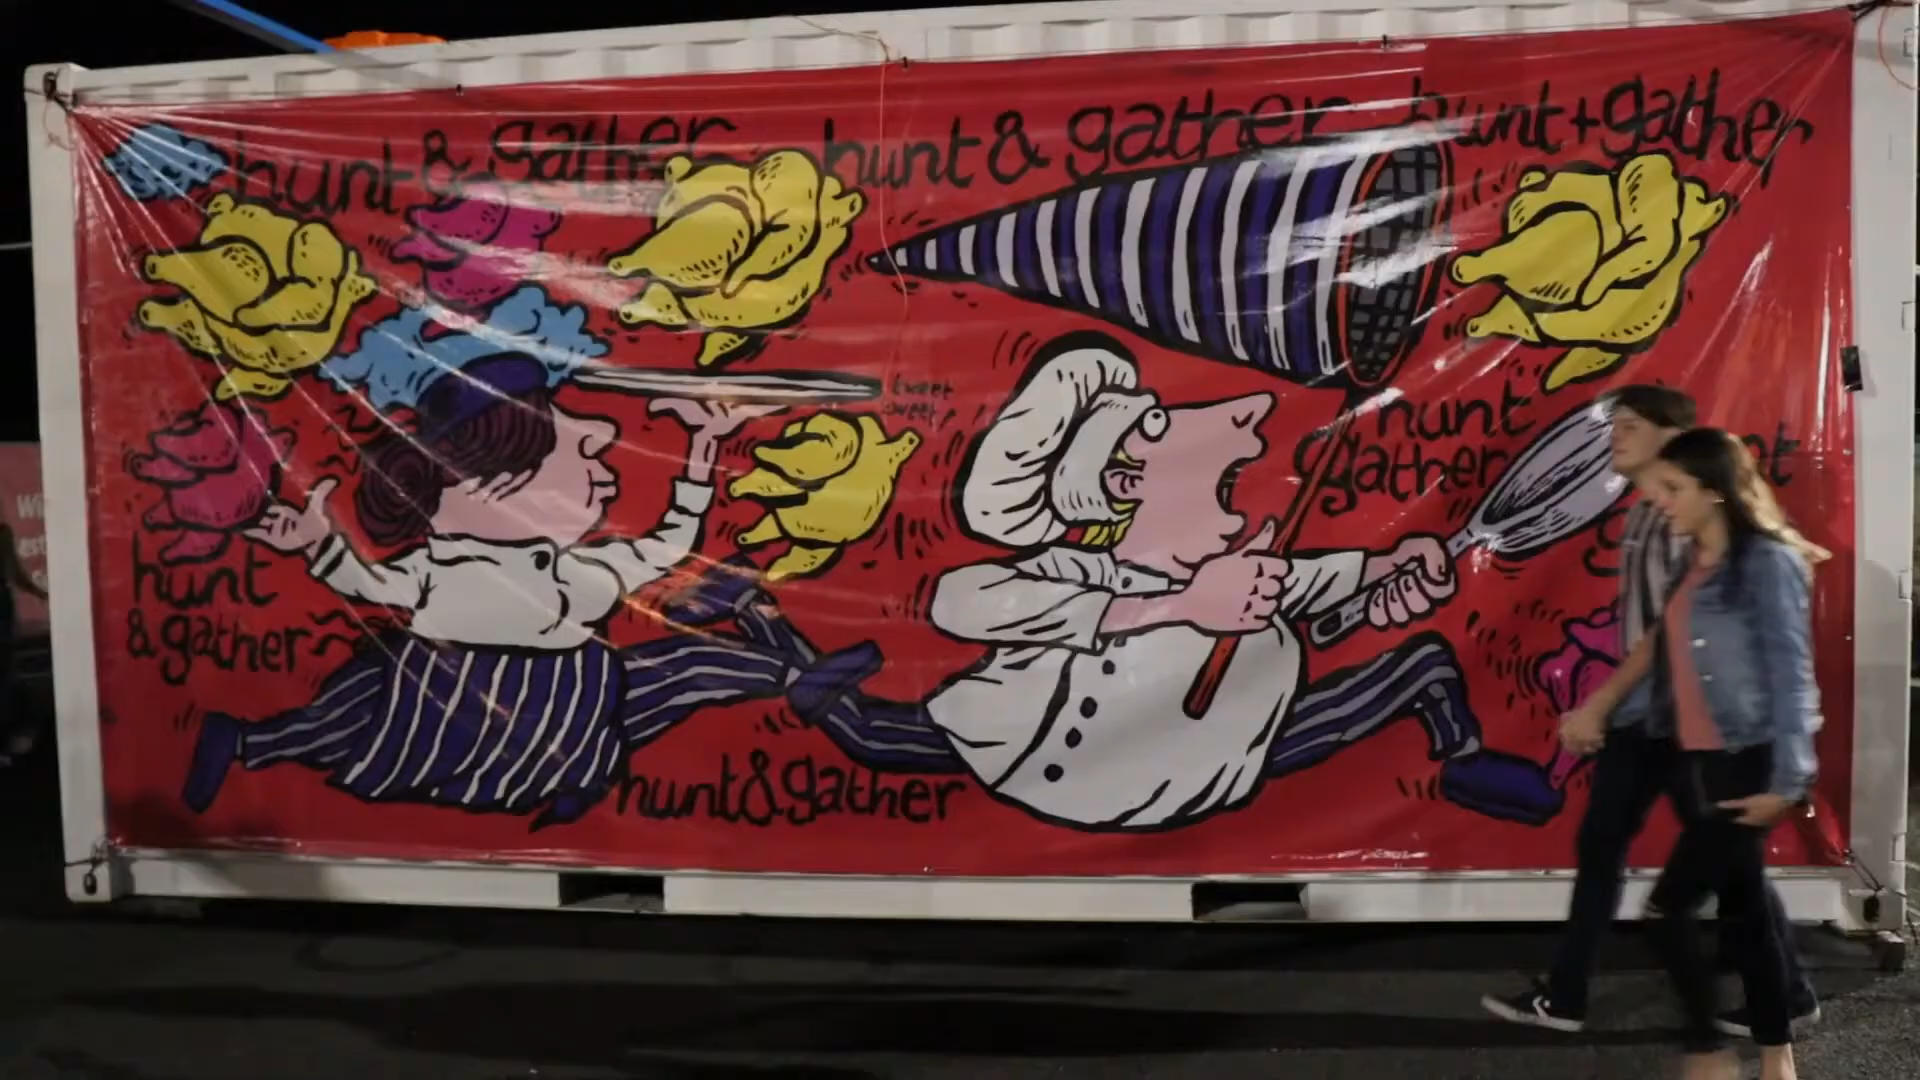 hunt & gather
hunt & gather
hunt + gather
tweet
tweet
hunt
gather
hunt
& gather
hunt & gather